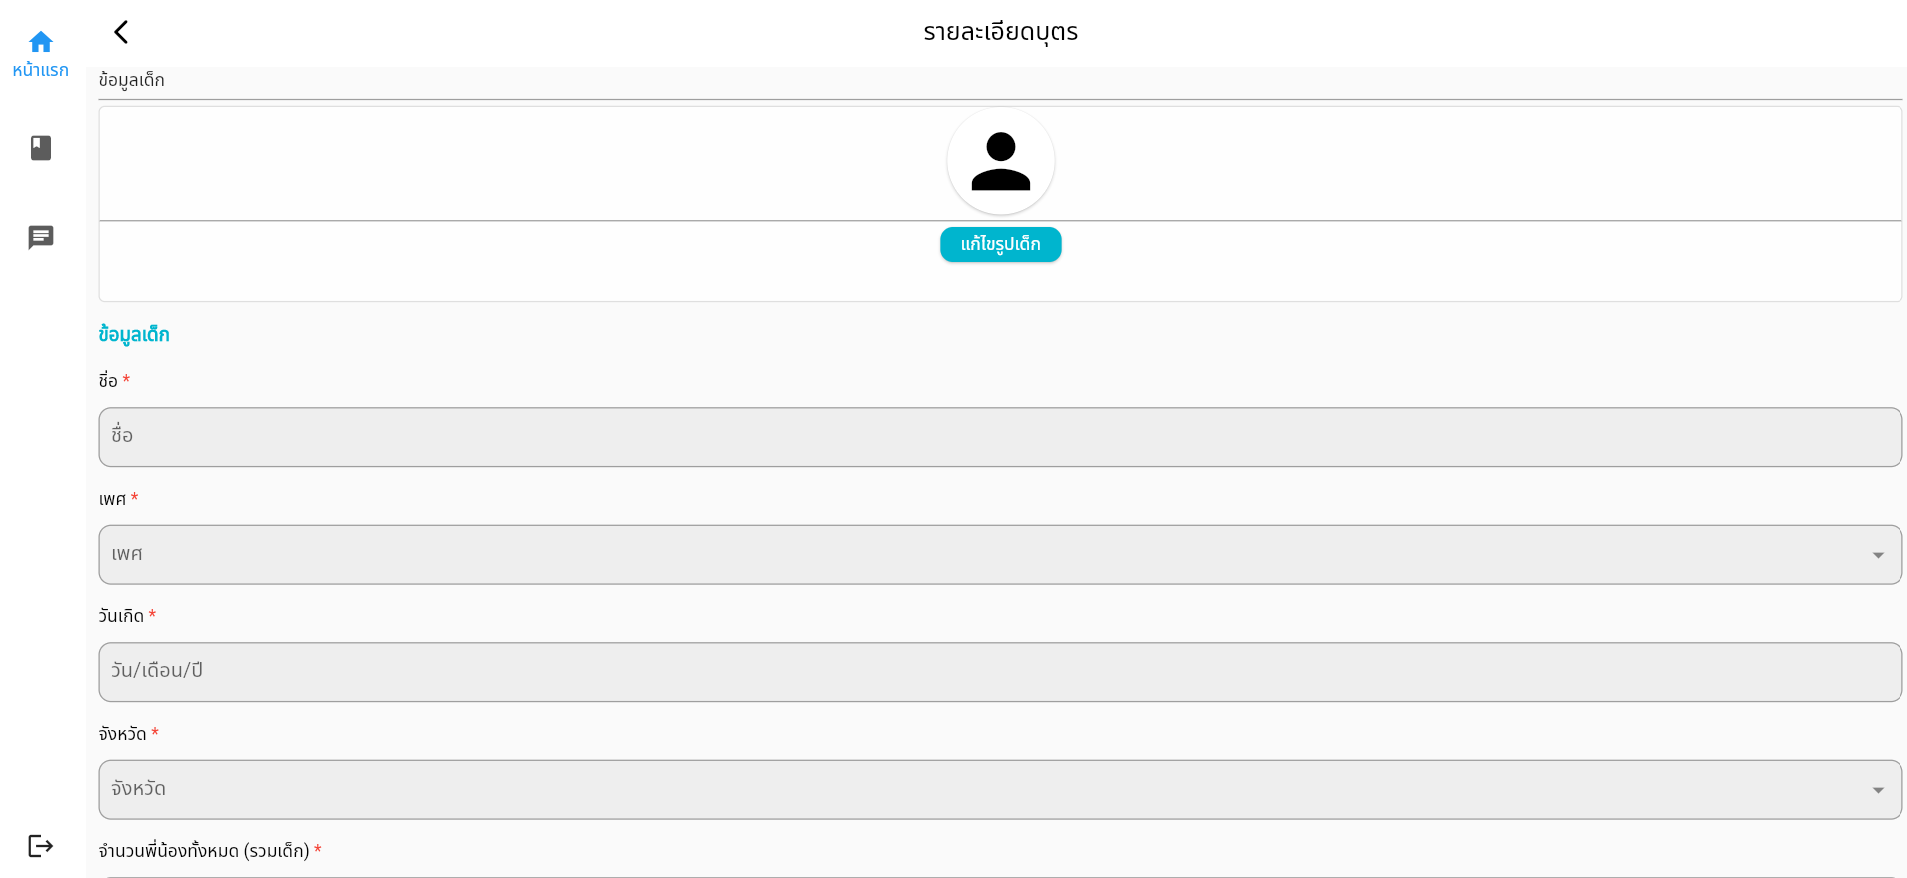 รายละเอียดบุตร
หน้าแรก
ข้อมูลเด็ก
แก้ไขรูปเด็ก
ข้อมูลเด็ก
ชื่อ *
ชื่อ
เพศ *
เพศ
วันเกิด *
วัน/เดือน/ปี
จังหวัด *
จังหวัด
จำนวนพี่น้องทั้งหมด (รวมเด็ก) *